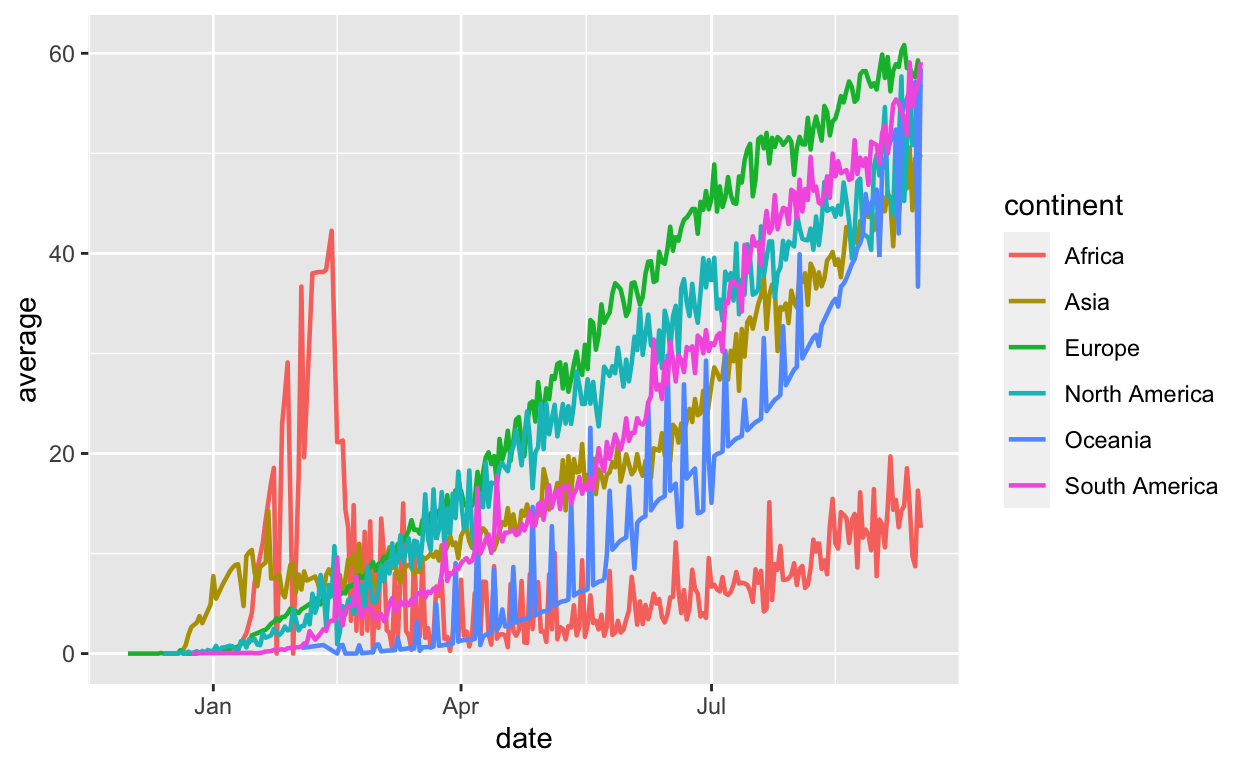 60
40
20
0
average
Jan Apr Jul
date
continent
Africa
Asia
Europe
North America
Oceania
South America